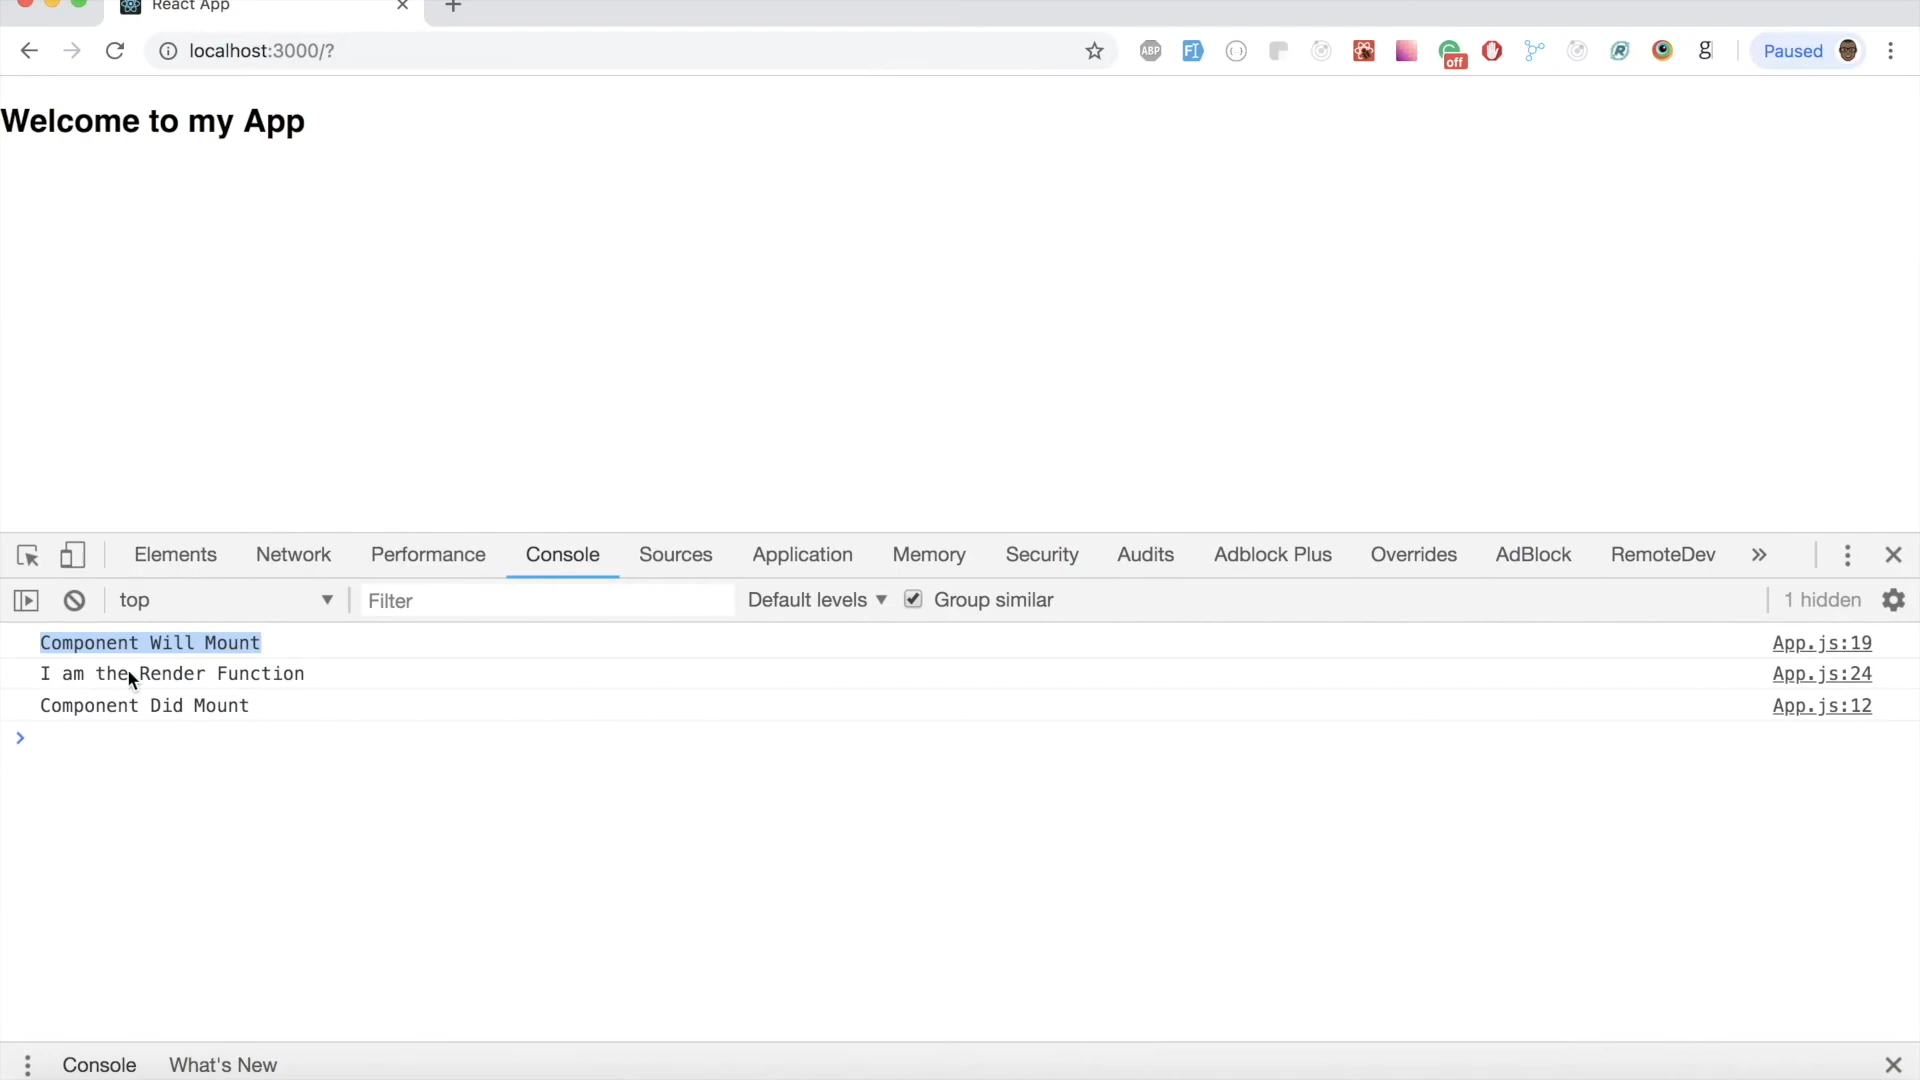 React App
localhost:3000/?
ABP
off
g
Paused
Welcome to my App
Elements Network Performance Console Sources Application Memory Security Audits Adblock Plus Overrides AdBlock RemoteDev »
top Filter Default levels Group similar 1 hidden
Component Will Mount App.js:19
I am the Render Function App.js:24
Component Did Mount App.js:12
Console What's New